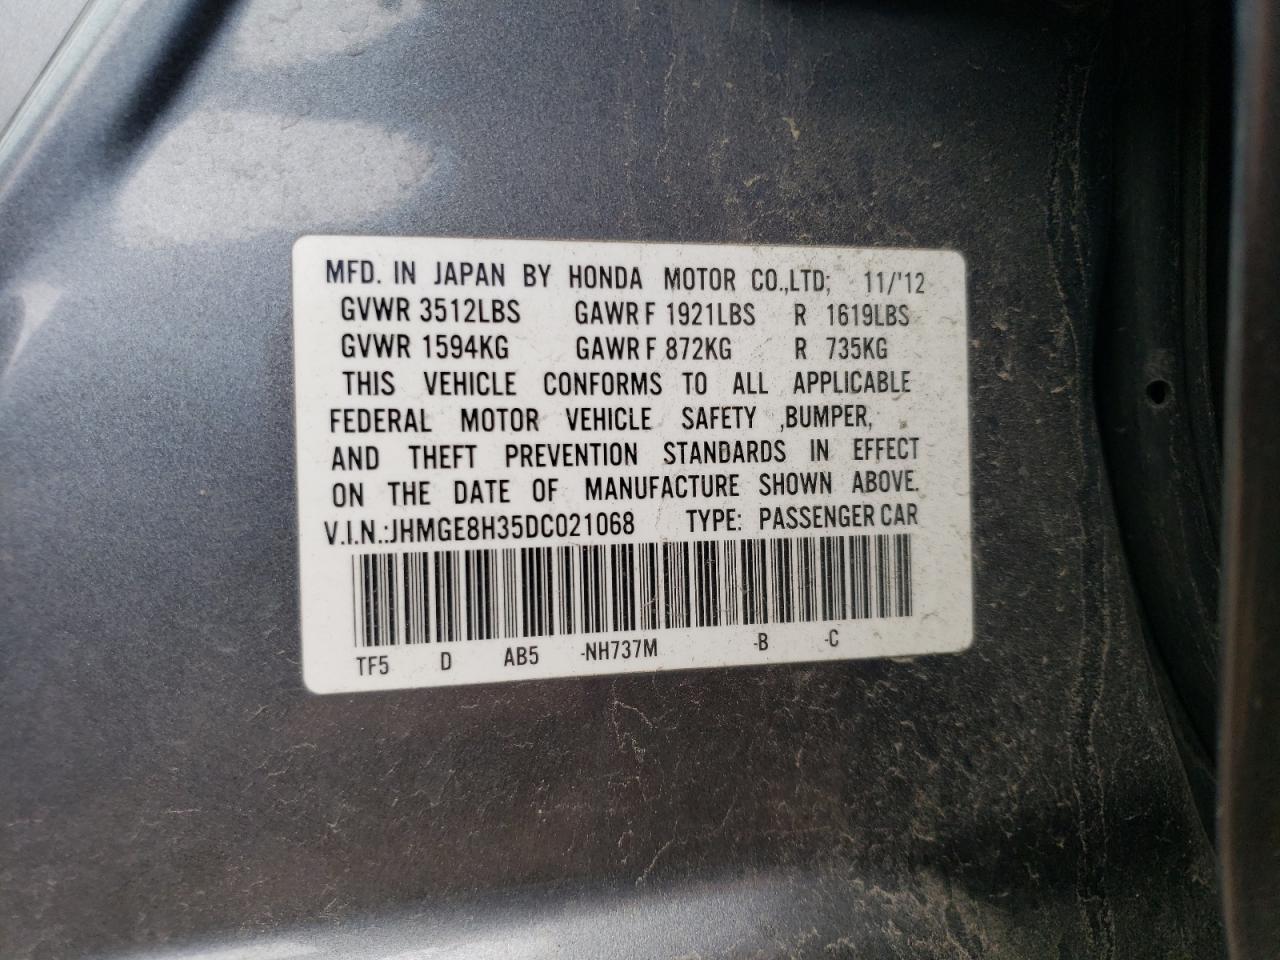 MFD. IN JAPAN BY HONDA MOTOR CO.,LTD; 11/'12
GVWR 3512LBS GAWR F 1921LBS R 1619LBS
GVWR 1594KG GAWR F 872KG R 735KG
THIS VEHICLE CONFORMS TO ALL APPLICABLE
FEDERAL MOTOR VEHICLE SAFETY ,BUMPER,
AND THEFT PREVENTION STANDARDS IN EFFECT
ON THE DATE OF MANUFACTURE SHOWN ABOVE.
V.I.N.:JHMGE8H35DC021068 TYPE: PASSENGER CAR
TF5 D AB5 -NH737M -B -C